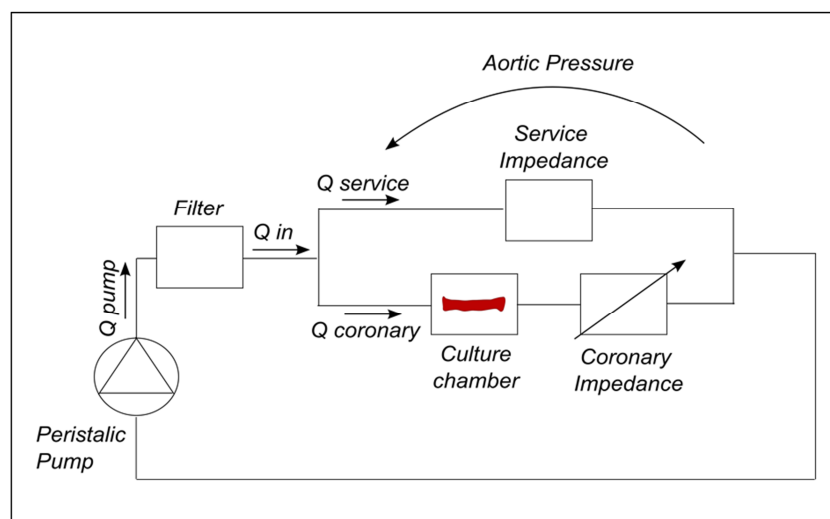 Aortic Pressure
Service
Impedance
Q service
Filter
Q in
Q pump
Q coronary
Culture
chamber
Coronary
Impedance
Peristalic
Pump